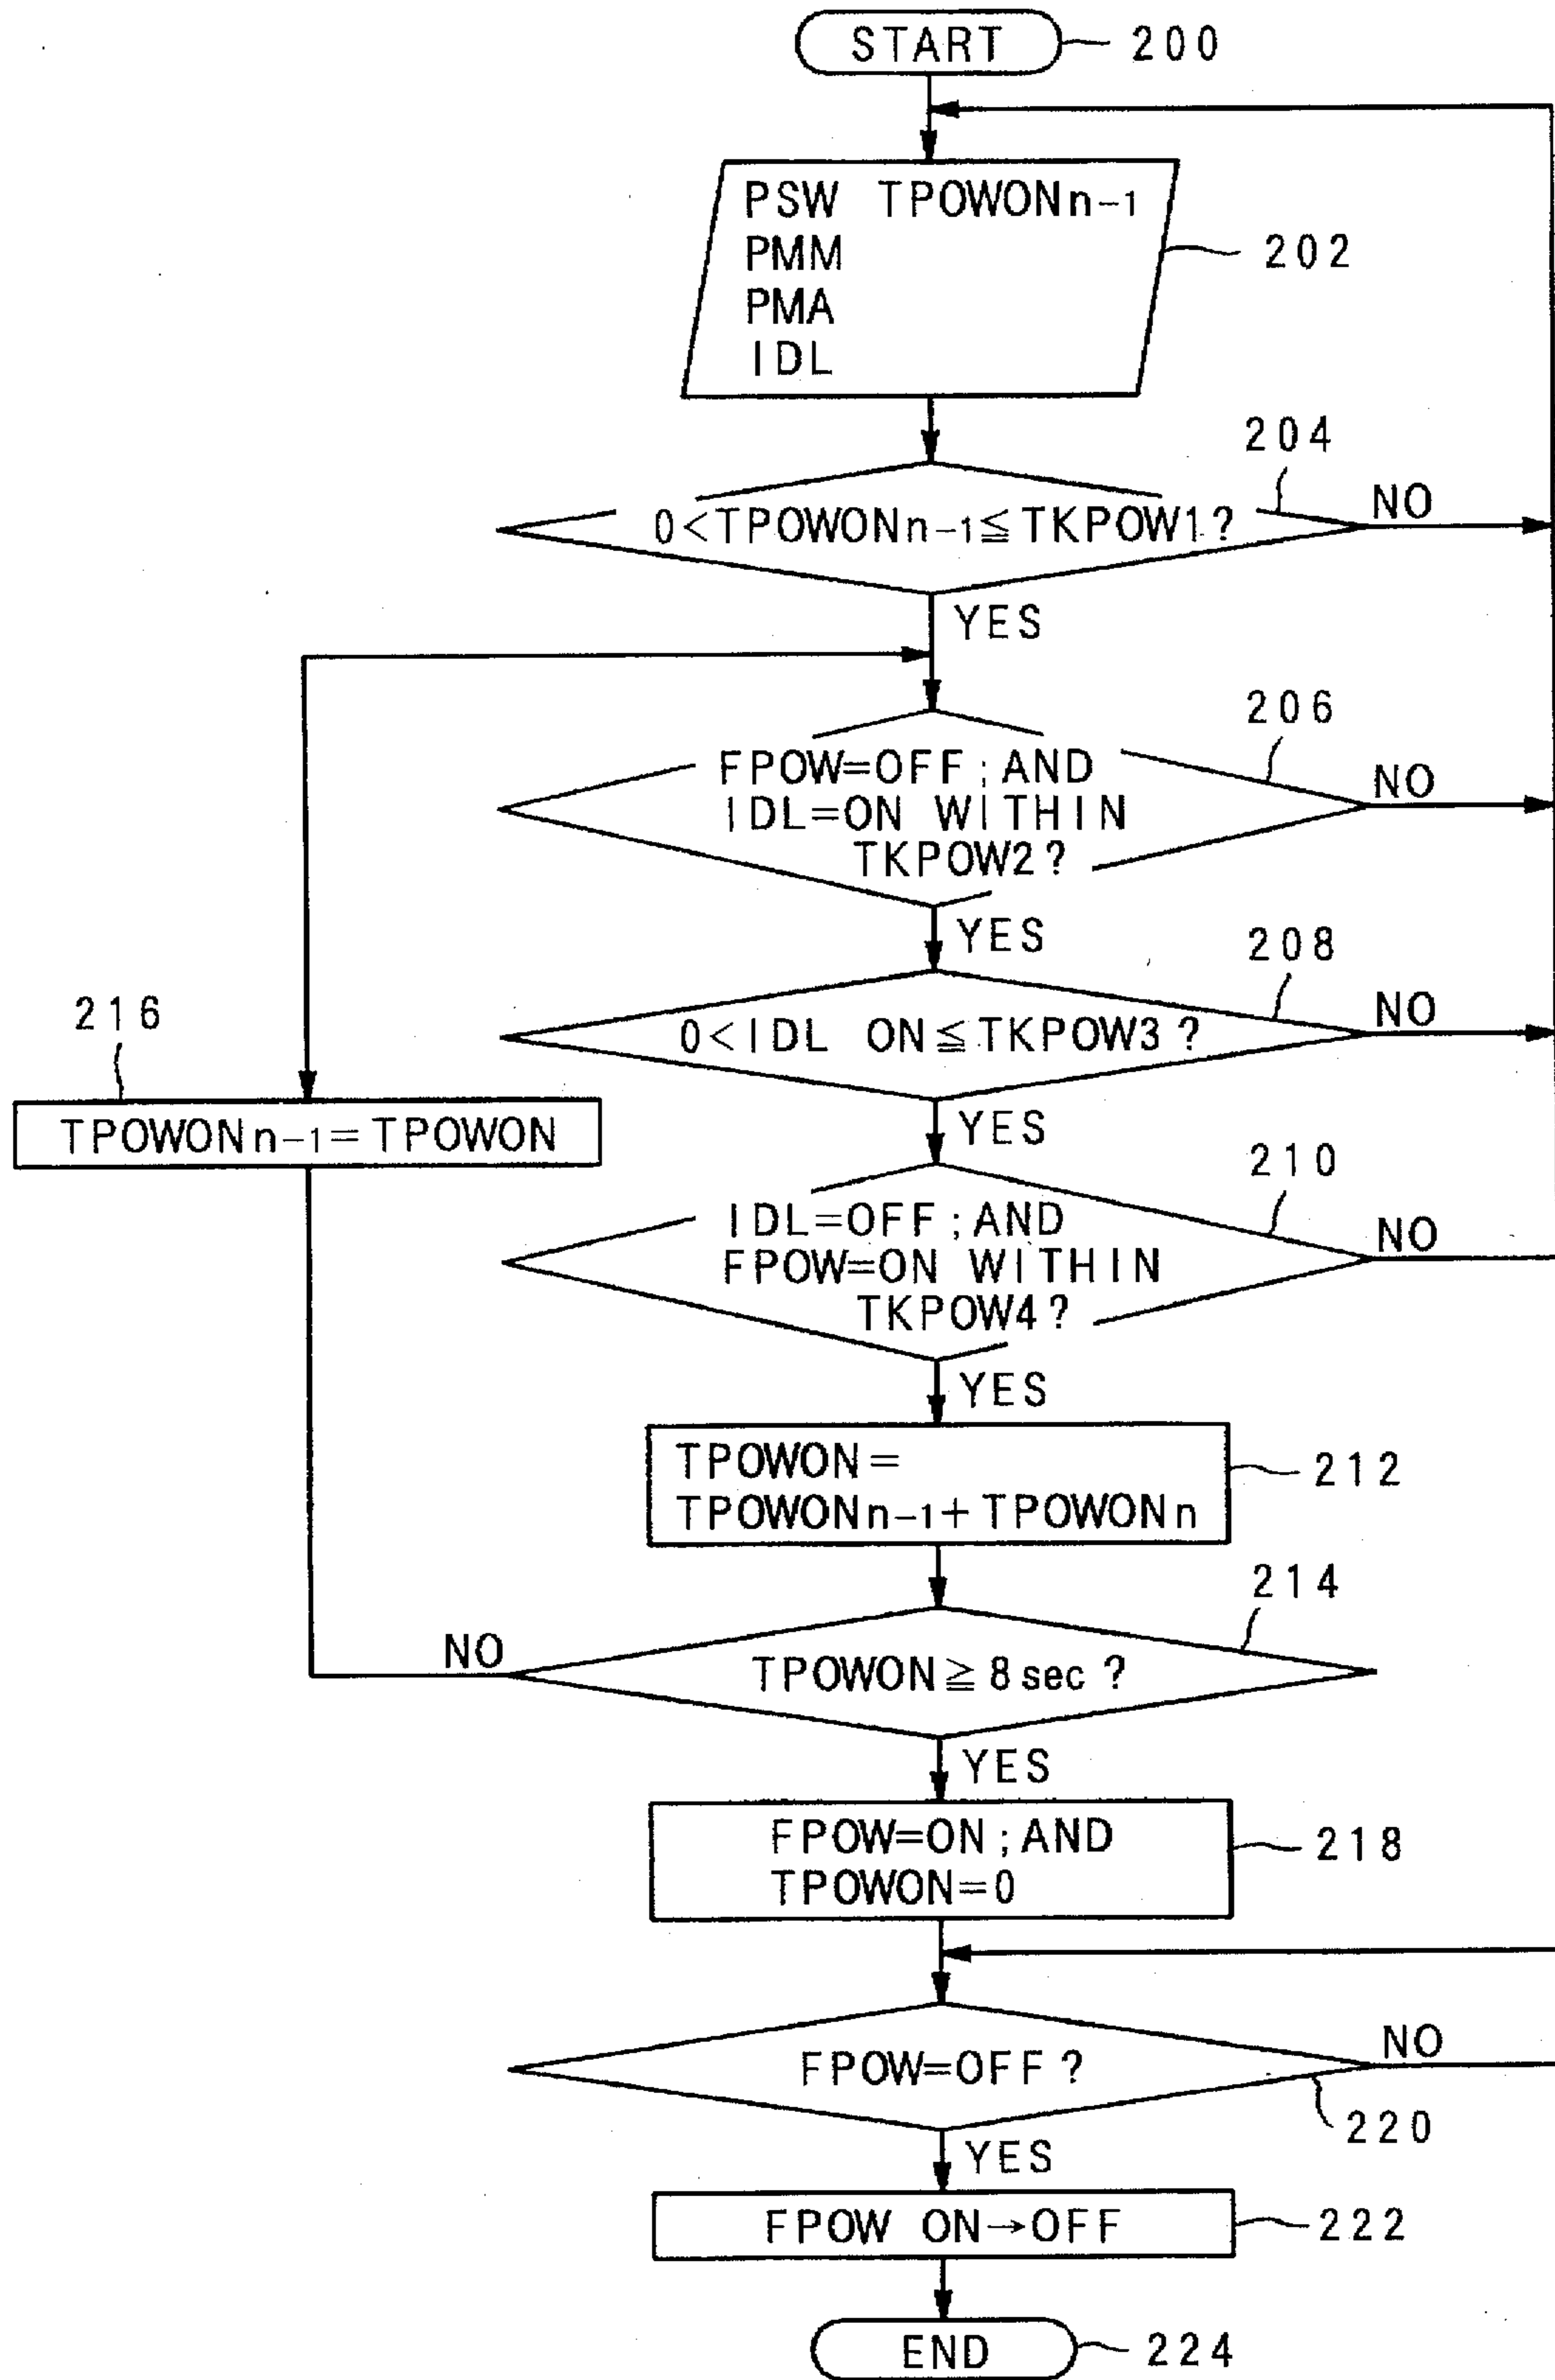 START
200
PSW TPOWONn-1
PMM
PMA
IDL
202
204
0<TPOWONn-1≦TKPOW1?
NO
YES
206
FPOW=OFF;AND
IDL=ON WITHIN
TKPOW2?
NO
YES
208
0<IDL ON≦TKPOW3?
NO
YES
216
TPOWONn-1=TPOWON
210
IDL=OFF;AND
FPOW=ON WITHIN
TKPOW4?
NO
YES
TPOWON=
TPOWONn-1+TPOWONn
212
214
TPOWON≧8sec?
NO
YES
FPOW=ON;AND
TPOWON=0
218
FPOW=OFF?
NO
220
YES
FPOW ON→OFF
222
END
224